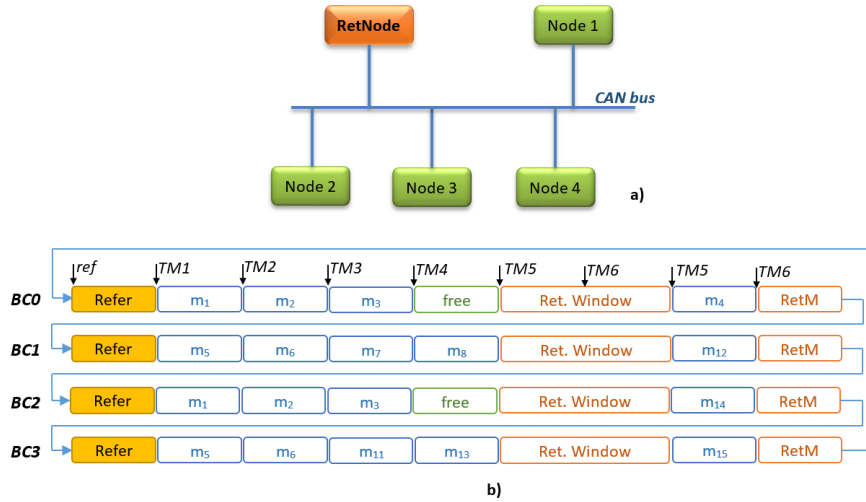 RetNode
Node 1
CAN bus
Node 2
Node 3
Node 4
a)
ref
TM1
TM2
TM3
TM4
TM5
TM6
TM5
TM6
BC0 Refer m₁ m₂ m₃ free Ret. Window m₄ RetM
BC1 Refer m₅ m₆ m₇ m₈ Ret. Window m₁₂ RetM
BC2 Refer m₁ m₂ m₃ free Ret. Window m₁₄ RetM
BC3 Refer m₅ m₆ m₁₁ m₁₃ Ret. Window m₁₅ RetM
b)